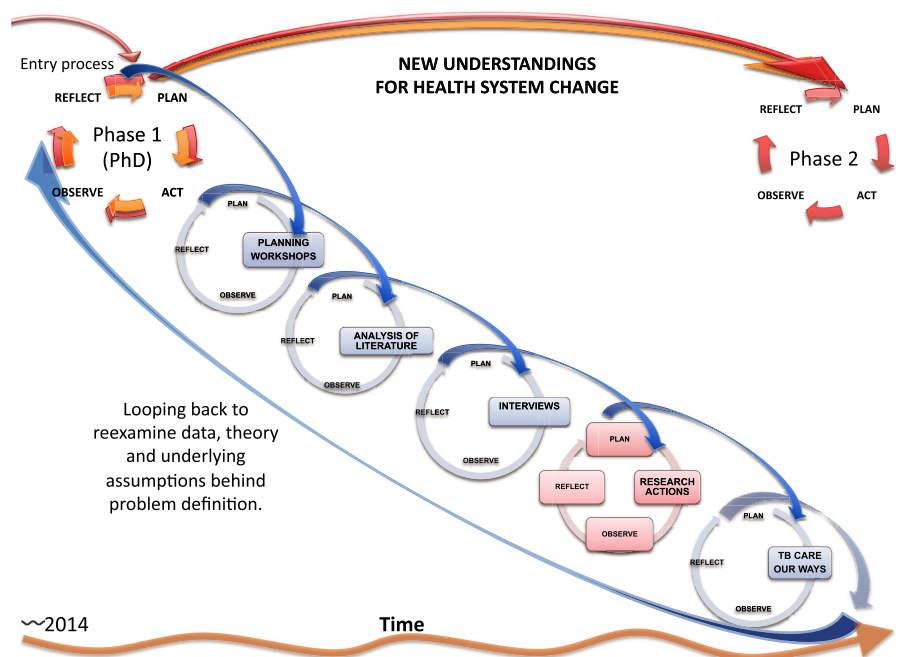 Entry process
NEW UNDERSTANDINGS
FOR HEALTH SYSTEM CHANGE
REFLECT
PLAN
Phase 1
(PhD)
OBSERVE
ACT
REFLECT
PLAN
Phase 2
OBSERVE
ACT
PLAN
REFLECT
PLANNING
WORKSHOPS
OBSERVE
PLAN
REFLECT
ANALYSIS OF
LITERATURE
OBSERVE
PLAN
REFLECT
INTERVIEWS
OBSERVE
PLAN
REFLECT
RESEARCH
ACTIONS
OBSERVE
PLAN
REFLECT
TB CARE
OUR WAYS
OBSERVE
Looping back to
reexamine data, theory
and underlying
assumptions behind
problem definition.
2014
Time